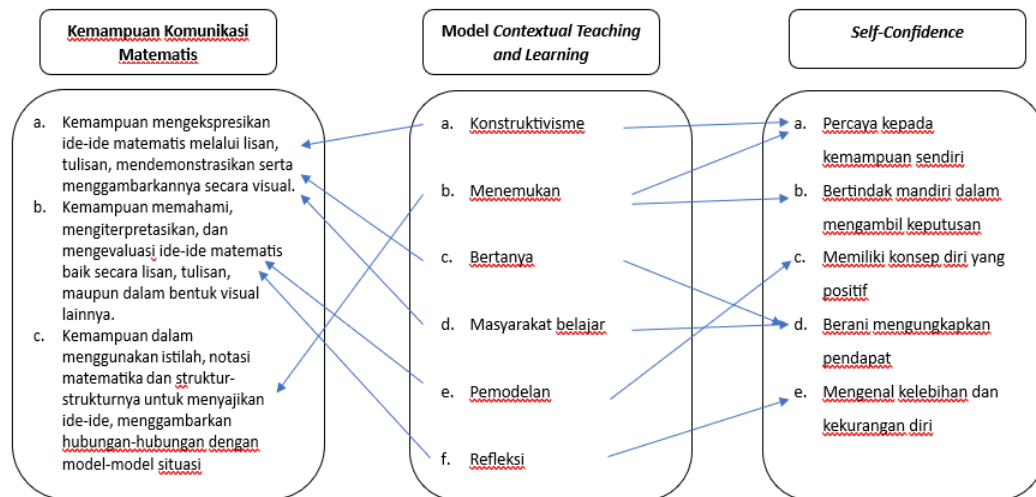 Kemampuan Komunikasi
Matematis
a. Kemampuan mengekspresikan
ide-ide matematis melalui lisan,
tulisan, mendemonstrasikan serta
menggambarkannya secara visual.
b. Kemampuan memahami,
mengiterpretasikan, dan
mengevaluasi ide-ide matematis
baik secara lisan, tulisan,
maupun dalam bentuk visual
lainnya.
c. Kemampuan dalam
menggunakan istilah, notasi
matematika dan struktur-
strukturnya untuk menyajikan
ide-ide, menggambarkan
hubungan-hubungan dengan
model-model situasi
Model Contextual Teaching
and Learning
a. Konstruktivisme
b. Menemukan
c. Bertanya
d. Masyarakat belajar
e. Pemodelan
f. Refleksi
Self-Confidence
a. Percaya kepada
kemampuan sendiri
b. Bertindak mandiri dalam
mengambil keputusan
c. Memiliki konsep diri yang
positif
d. Berani mengungkapkan
pendapat
e. Mengenal kelebihan dan
kekurangan diri